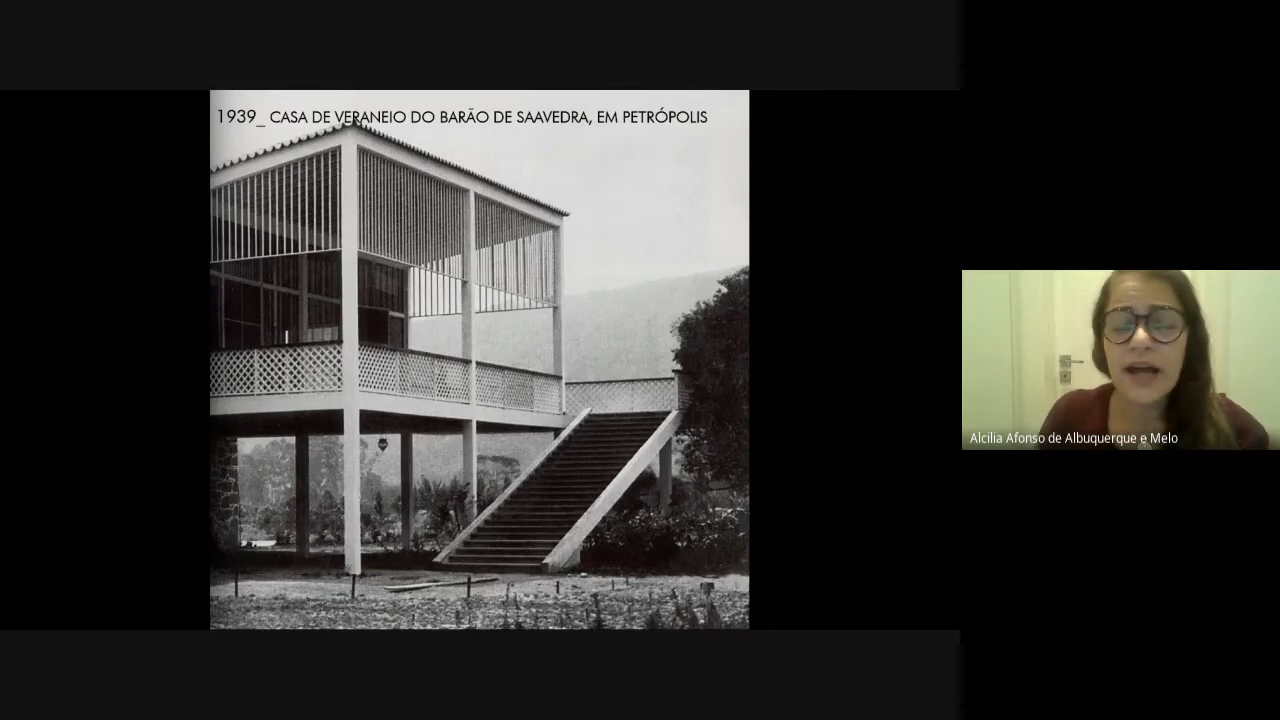 1939_ CASA DE VERANEIO DO BARÃO DE SAAVEDRA, EM PETRÓPOLIS
Alcilia Afonso de Albuquerque e Melo